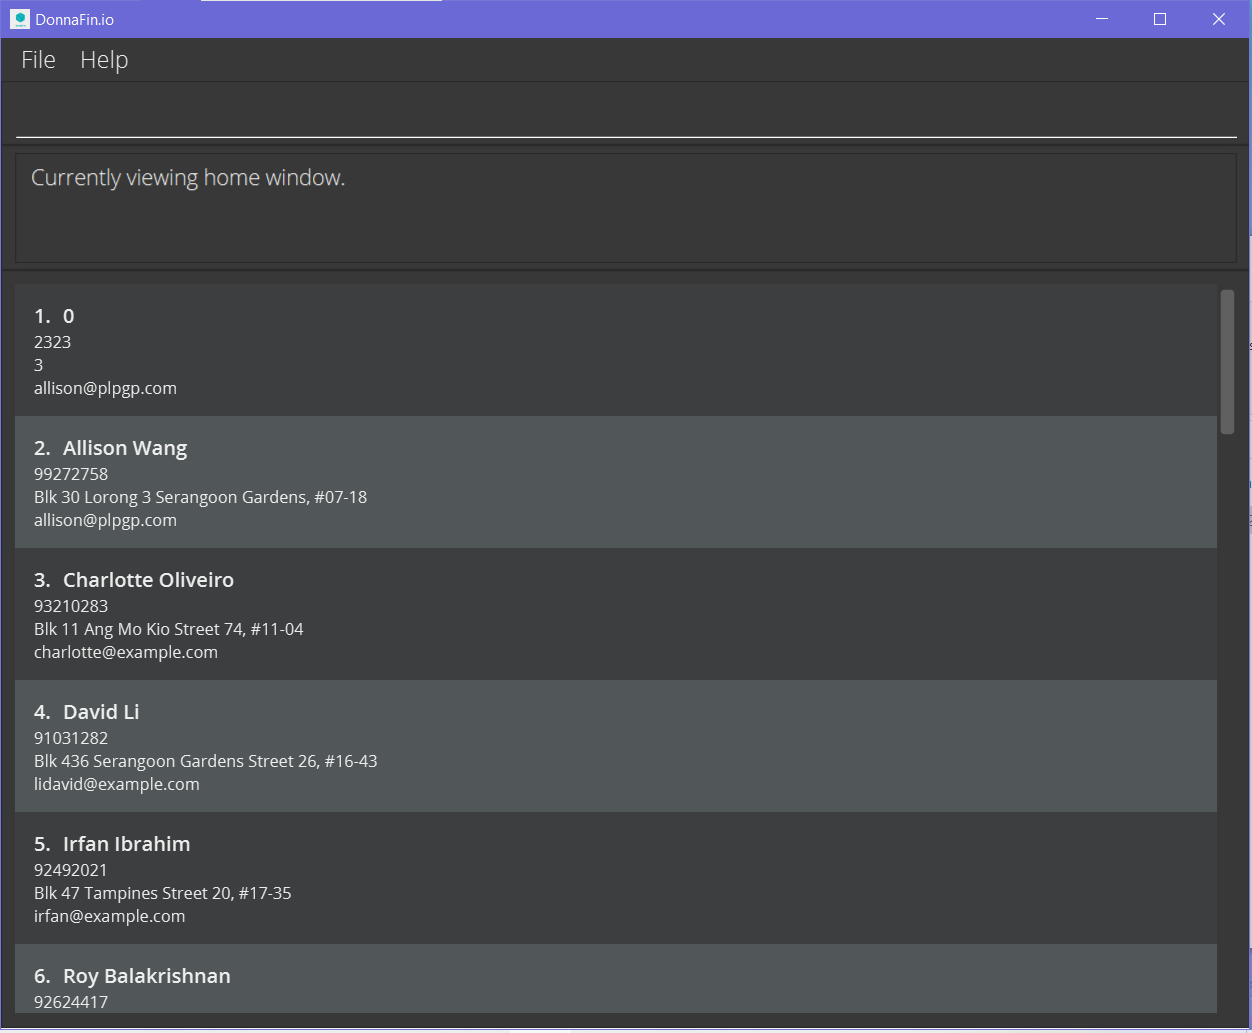 DonnaFin.io
File Help
Currently viewing home window.
1. 0
2323
3
allison@plpgp.com
2. Allison Wang
99272758
Blk 30 Lorong 3 Serangoon Gardens, #07-18
allison@plpgp.com
3. Charlotte Oliveiro
93210283
Blk 11 Ang Mo Kio Street 74, #11-04
charlotte@example.com
4. David Li
91031282
Blk 436 Serangoon Gardens Street 26, #16-43
lidavid@example.com
5. Irfan Ibrahim
92492021
Blk 47 Tampines Street 20, #17-35
irfan@example.com
6. Roy Balakrishnan
92624417